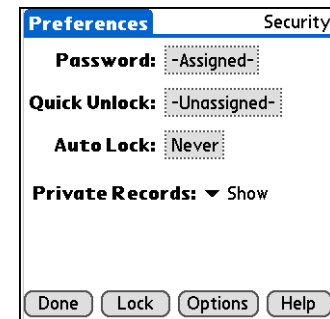 Preferences Security
Password: -Assigned-
Quick Unlock: -Unassigned-
Auto Lock: Never
Private Records: Show
Done Lock Options Help